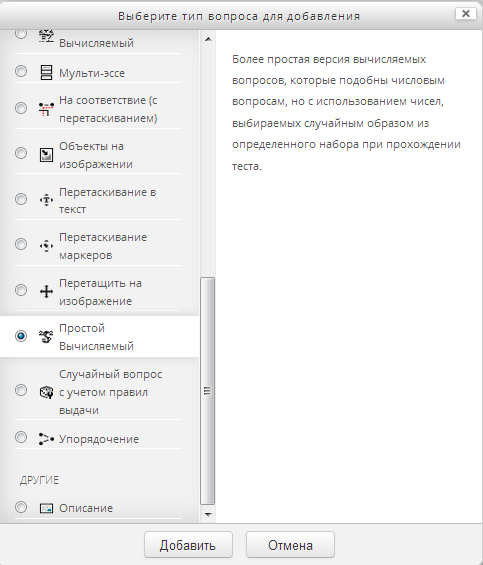 Выберите тип вопроса для добавления
Вычисляемый
Мульти-эссе
На соответствие (с
перетаскиванием)
Объекты на
изображении
Перетаскивание в
текст
Перетаскивание
маркеров
Перетащить на
изображение
Простой
Вычисляемый
Случайный вопрос
с учетом правил
выдачи
Упорядочение
ДРУГИЕ
Описание
Более простая версия вычисляемых
вопросов, которые подобны числовым
вопросам, но с использованием чисел,
выбираемых случайным образом из
определенного набора при прохождении
теста.
Добавить
Отмена